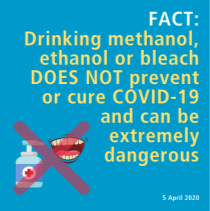 FACT:
Drinking methanol,
ethanol or bleach
DOES NOT prevent
or cure COVID-19
and can be
extremely
dangerous
5 April 2020